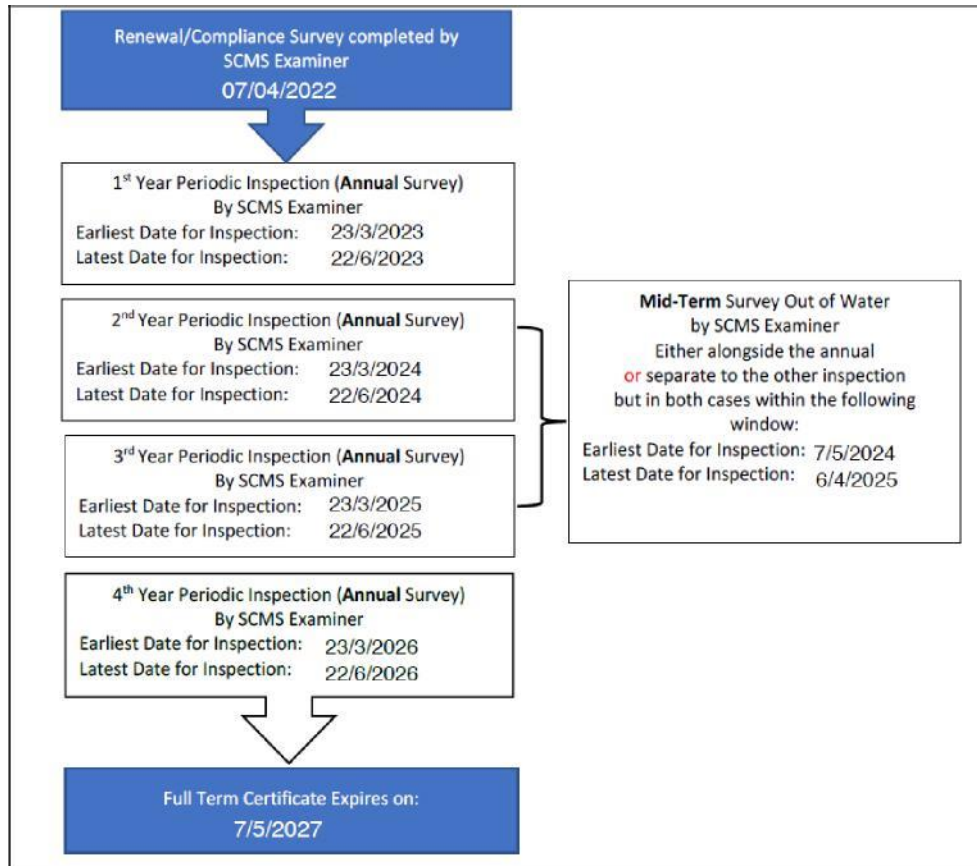 Renewal/Compliance Survey completed by
SCMS Examiner
07/04/2022
1st Year Periodic Inspection (Annual Survey)
By SCMS Examiner
Earliest Date for Inspection: 23/3/2023
Latest Date for Inspection: 22/6/2023
2nd Year Periodic Inspection (Annual Survey)
By SCMS Examiner
Earliest Date for Inspection: 23/3/2024
Latest Date for Inspection: 22/6/2024
3rd Year Periodic Inspection (Annual Survey)
By SCMS Examiner
Earliest Date for Inspection: 23/3/2025
Latest Date for Inspection: 22/6/2025
Mid-Term Survey Out of Water
by SCMS Examiner
Either alongside the annual
or separate to the other inspection
but in both cases within the following
window:
Earliest Date for Inspection: 7/5/2024
Latest Date for Inspection: 6/4/2025
4th Year Periodic Inspection (Annual Survey)
By SCMS Examiner
Earliest Date for Inspection: 23/3/2026
Latest Date for Inspection: 22/6/2026
Full Term Certificate Expires on:
7/5/2027